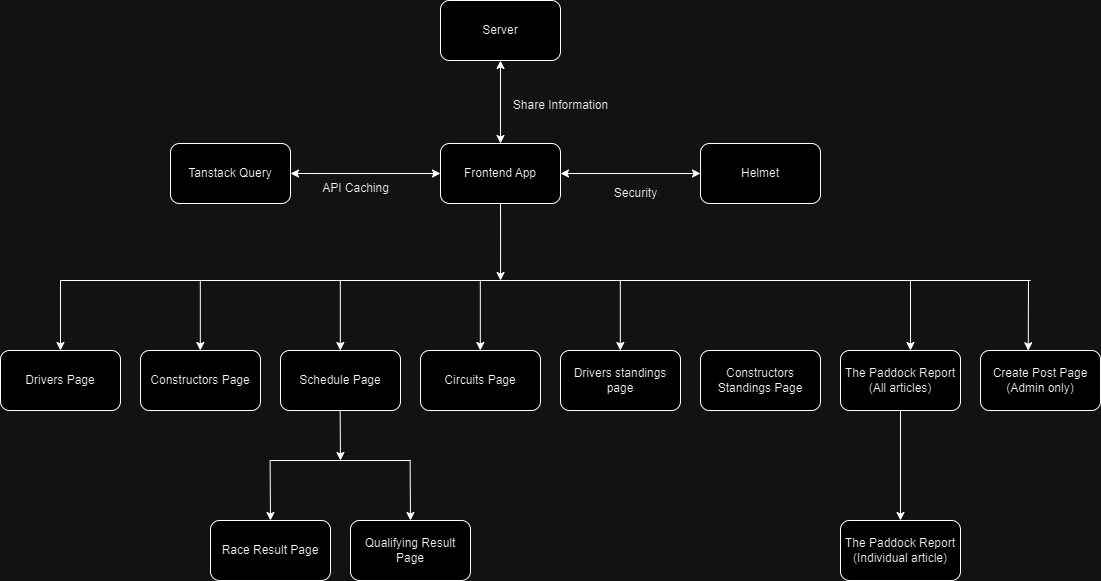 Server
Share Information
Tanstack Query
API Caching
Frontend App
Security
Helmet
Drivers Page
Constructors Page
Schedule Page
Circuits Page
Drivers standings
page
Constructors
Standings Page
The Paddock Report
(All articles)
Create Post Page
(Admin only)
Race Result Page
Qualifying Result
Page
The Paddock Report
(Individual article)